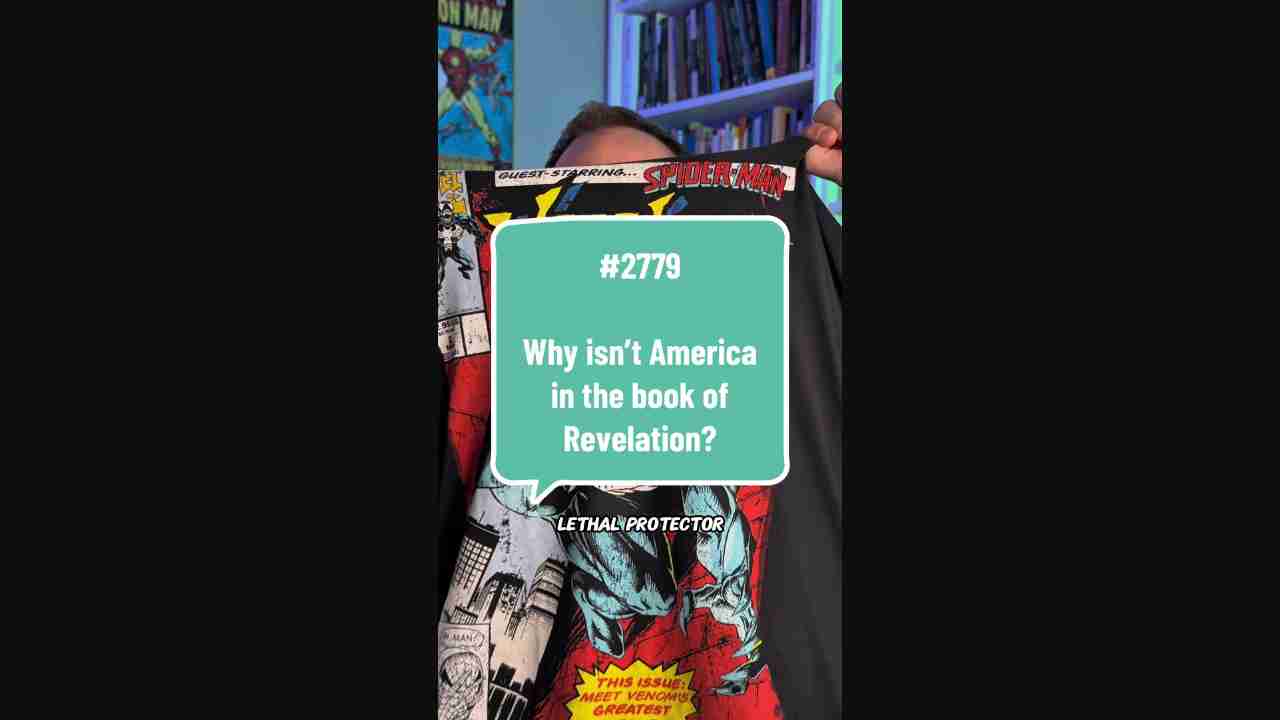 ON MAN
GUEST-STARRING...
SPIDER-MAN
#2779
Why isn't America
in the book of
Revelation?
LETHAL PROTECTOR
THIS ISSUE:
MEET VENOM'S
GREATEST